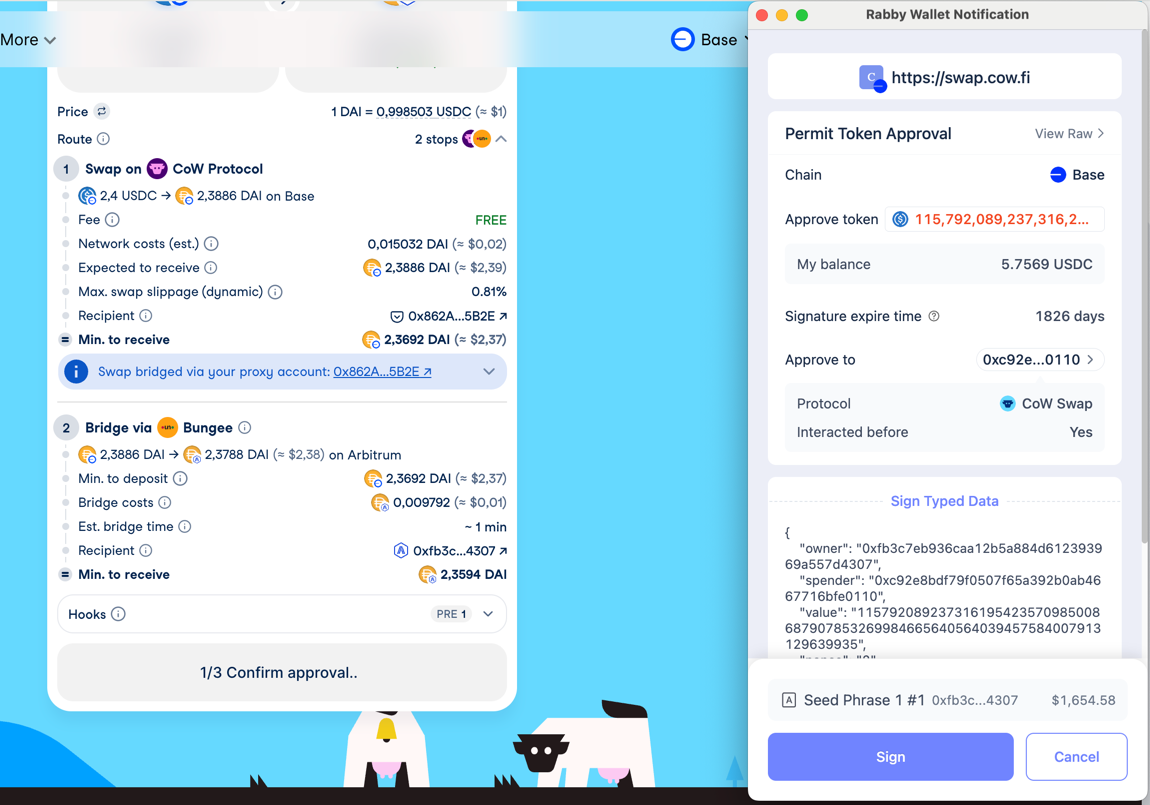 More
Base
Price
1 DAI = 0,998503 USDC (≈ $1)
Route
2 stops
1 Swap on CoW Protocol
2,4 USDC → 2,3886 DAI on Base
Fee
FREE
Network costs (est.)
0,015032 DAI (≈ $0,02)
Expected to receive
2,3886 DAI (≈ $2,39)
Max. swap slippage (dynamic)
0.81%
Recipient
0x862A...5B2E ↗
= Min. to receive
2,3692 DAI (≈ $2,37)
Swap bridged via your proxy account: 0x862A...5B2E ↗
2 Bridge via Bungee
2,3886 DAI → 2,3788 DAI (≈ $2,38) on Arbitrum
Min. to deposit
2,3692 DAI (≈ $2,37)
Bridge costs
0,009792 (≈ $0,01)
Est. bridge time
~ 1 min
Recipient
0xfb3c...4307 ↗
= Min. to receive
2,3594 DAI
Hooks
PRE 1
1/3 Confirm approval..
Rabby Wallet Notification
C
https://swap.cow.fi
Permit Token Approval
View Raw >
Chain
Base
Approve token
115,792,089,237,316,2...
My balance
5.7569 USDC
Signature expire time
1826 days
Approve to
0xc92e...0110 >
Protocol
CoW Swap
Interacted before
Yes
Sign Typed Data
{
"owner": "0xfb3c7eb936caa12b5a884d6123939
69a557d4307",
"spender": "0xc92e8bdf79f0507f65a392b0ab46
67716bfe0110",
"value": "1157920892373161954235709850086
8790785326998466564056403945758400791​3
129639935",
A
Seed Phrase 1 #1 0xfb3c...4307
$1,654.58
Sign
Cancel